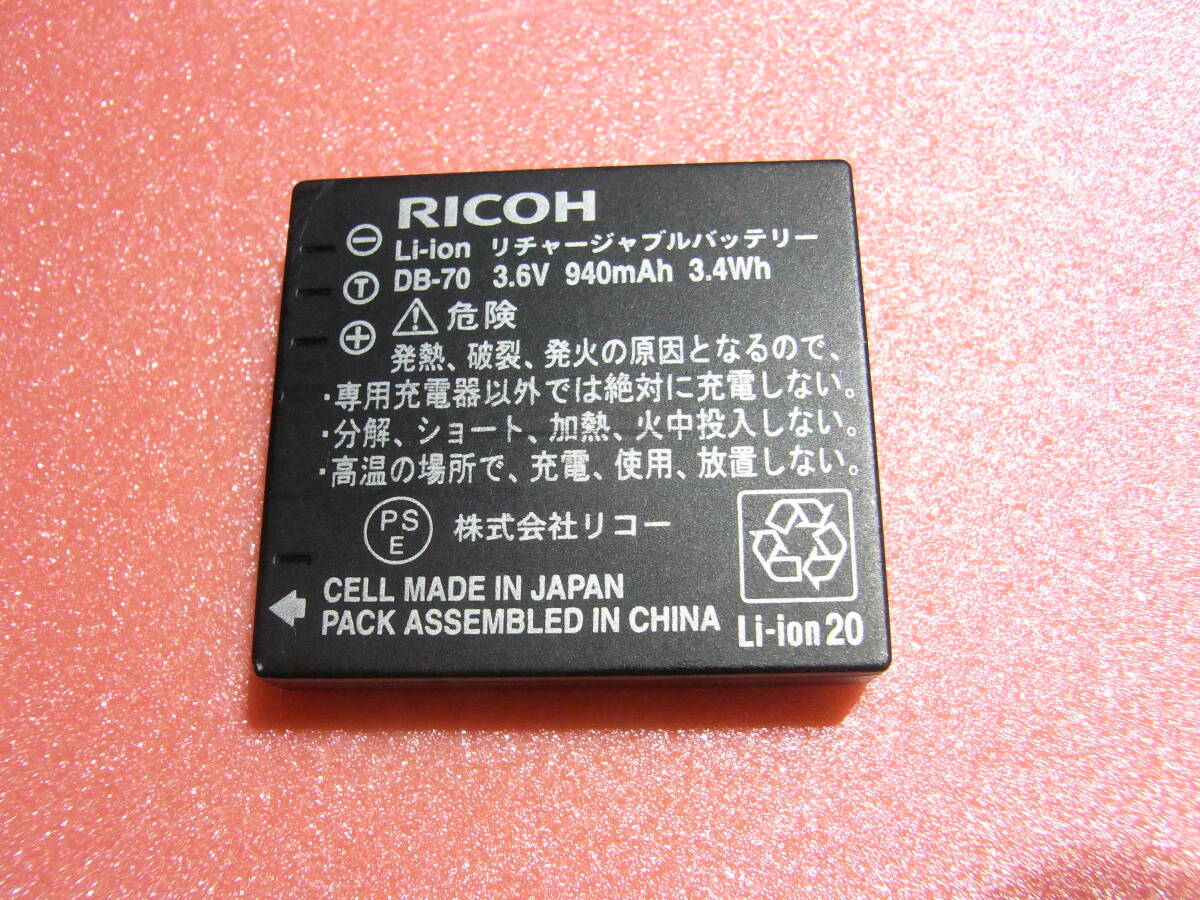 RICOH
Li-ion リチャージャブルバッテリー
DB-70 3.6V 940mAh 3.4Wh
危険
発熱、破裂、発火の原因となるので、
・専用充電器以外では絶対に充電しない。
・分解、ショート、加熱、火中投入しない。
・高温の場所で、充電、使用、放置しない。
PS
E
株式会社リコー
CELL MADE IN JAPAN
PACK ASSEMBLED IN CHINA
Li-ion 20
⊖
Ⓣ
⊕